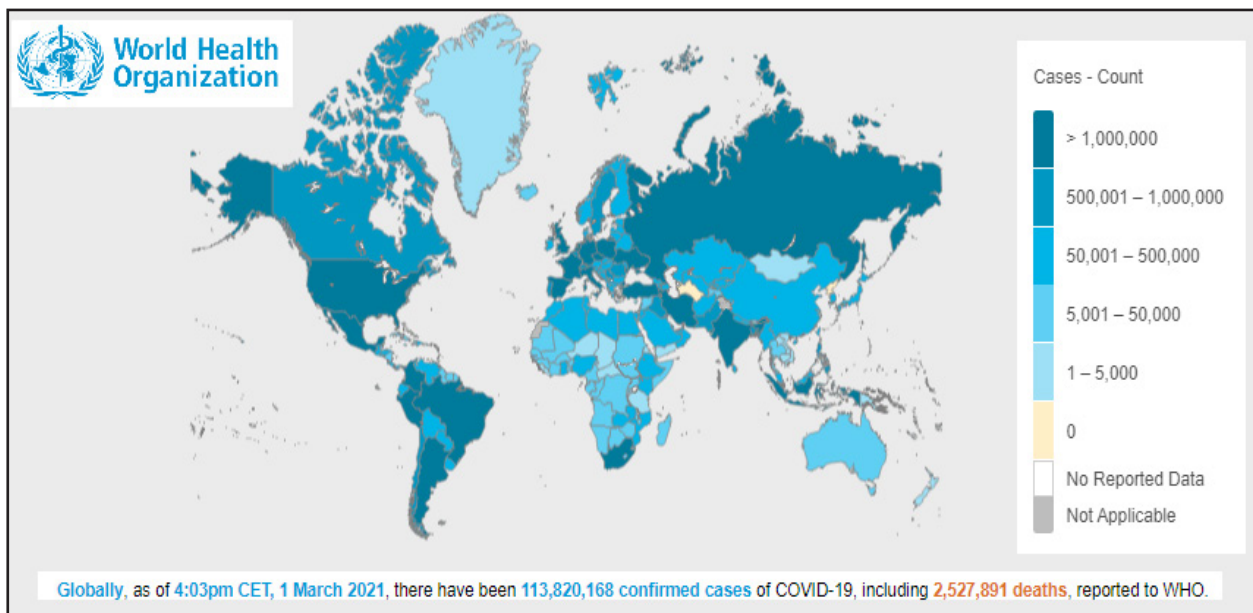 World Health
Organization
Cases - Count
> 1,000,000
500,001 – 1,000,000
50,001 – 500,000
5,001 – 50,000
1 – 5,000
0
No Reported Data
Not Applicable
Globally, as of 4:03pm CET, 1 March 2021, there have been 113,820,168 confirmed cases of COVID-19, including 2,527,891 deaths, reported to WHO.